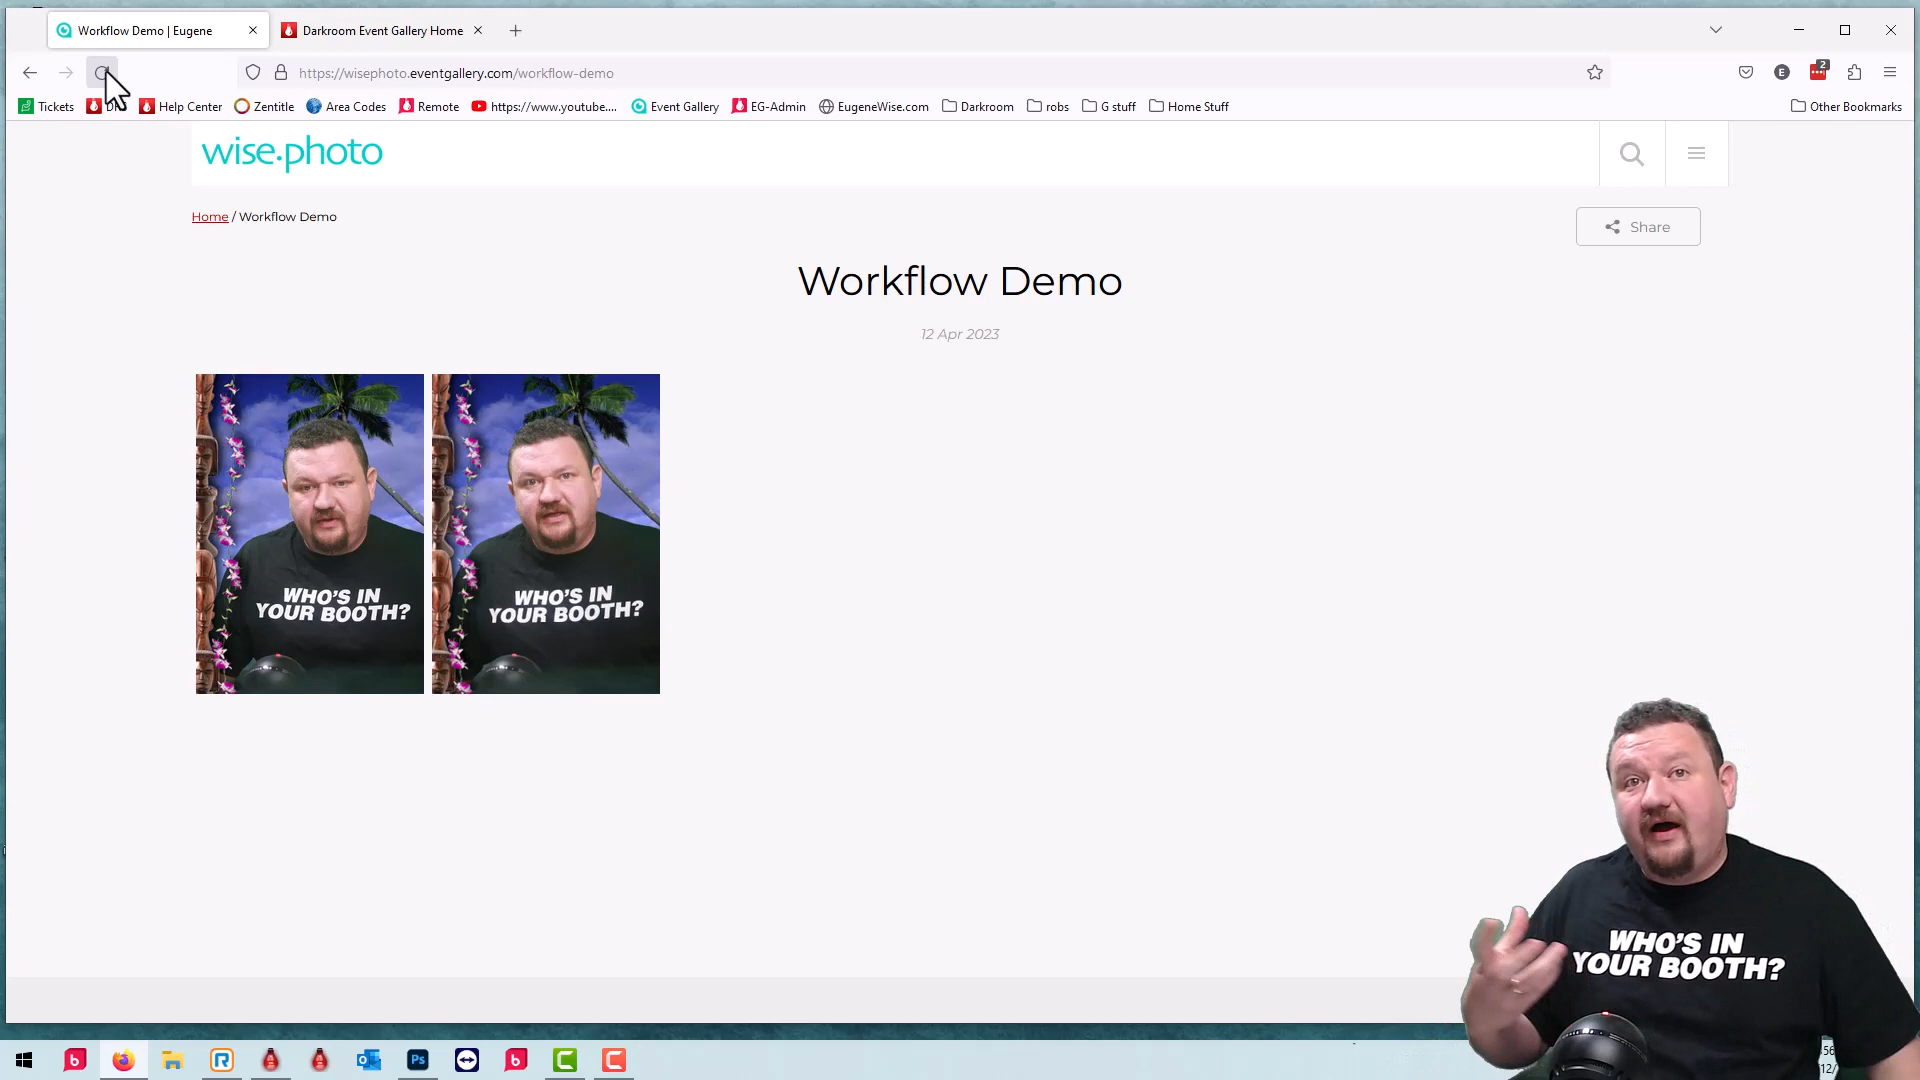 Workflow Demo | Eugene
Darkroom Event Gallery Home
https://wisephoto.eventgallery.com/workflow-demo
2
E
Tickets
Help Center
Zentitle
Area Codes
Remote
https://www.youtube....
Event Gallery
EG-Admin
EugeneWise.com
Darkroom
robs
G stuff
Home Stuff
Other Bookmarks
wise.photo
Home / Workflow Demo
Share
Workflow Demo
12 Apr 2023
WHO'S IN
YOUR BOOTH?
WHO'S IN
YOUR BOOTH?
WHO'S IN
YOUR BOOTH?
b
R
Ps
b
C
C